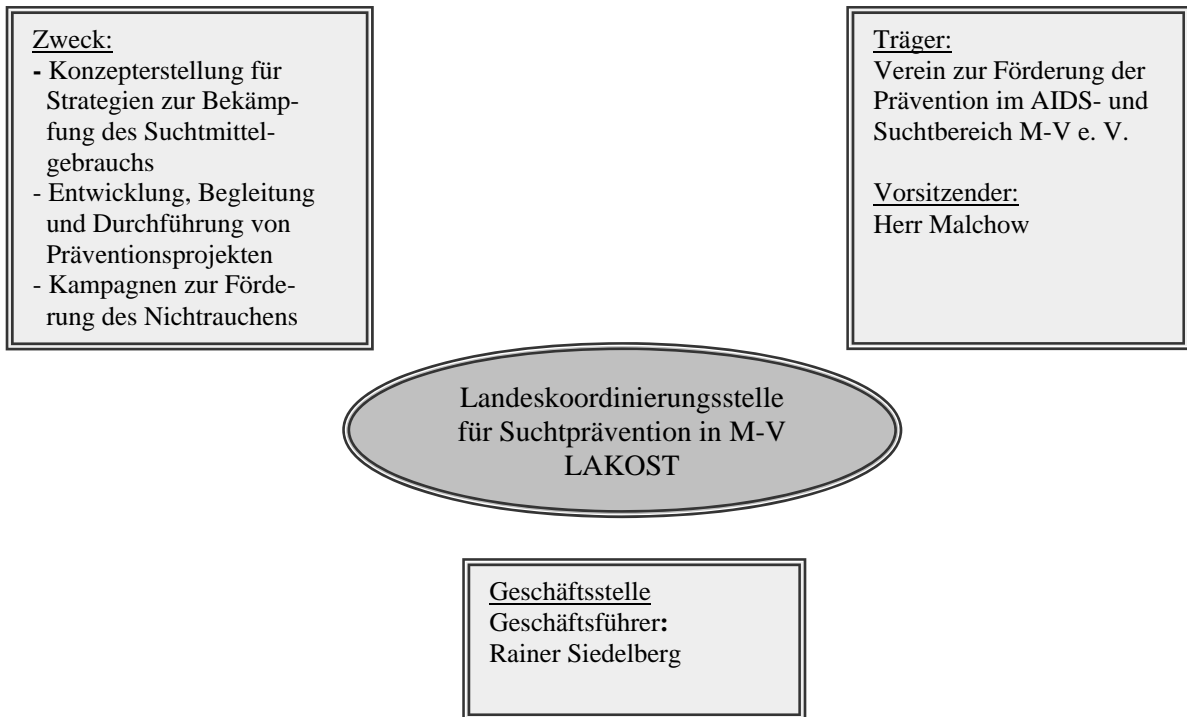 Zweck:
- Konzepterstellung für
Strategien zur Bekämp-
fung des Suchtmittel-
gebrauchs
- Entwicklung, Begleitung
und Durchführung von
Präventionsprojekten
- Kampagnen zur Förde-
rung des Nichtrauchens
Träger:
Verein zur Förderung der
Prävention im AIDS- und
Suchtbereich M-V e. V.
Vorsitzender:
Herr Malchow
Landeskoordinierungsstelle
für Suchtprävention in M-V
LAKOST
Geschäftsstelle
Geschäftsführer:
Rainer Siedelberg